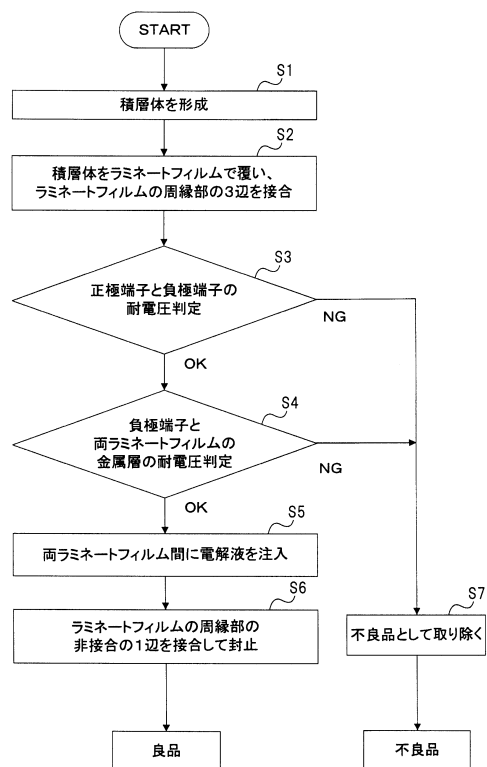 START
S1
積層体を形成
S2
積層体をラミネートフィルムで覆い、
ラミネートフィルムの周縁部の3辺を接合
S3
正極端子と負極端子の
耐電圧判定
NG
OK
S4
負極端子と
両ラミネートフィルムの
金属層の耐電圧判定
NG
OK
S5
両ラミネートフィルム間に電解液を注入
S6
ラミネートフィルムの周縁部の
非接合の1辺を接合して封止
S7
不良品として取り除く
良品
不良品